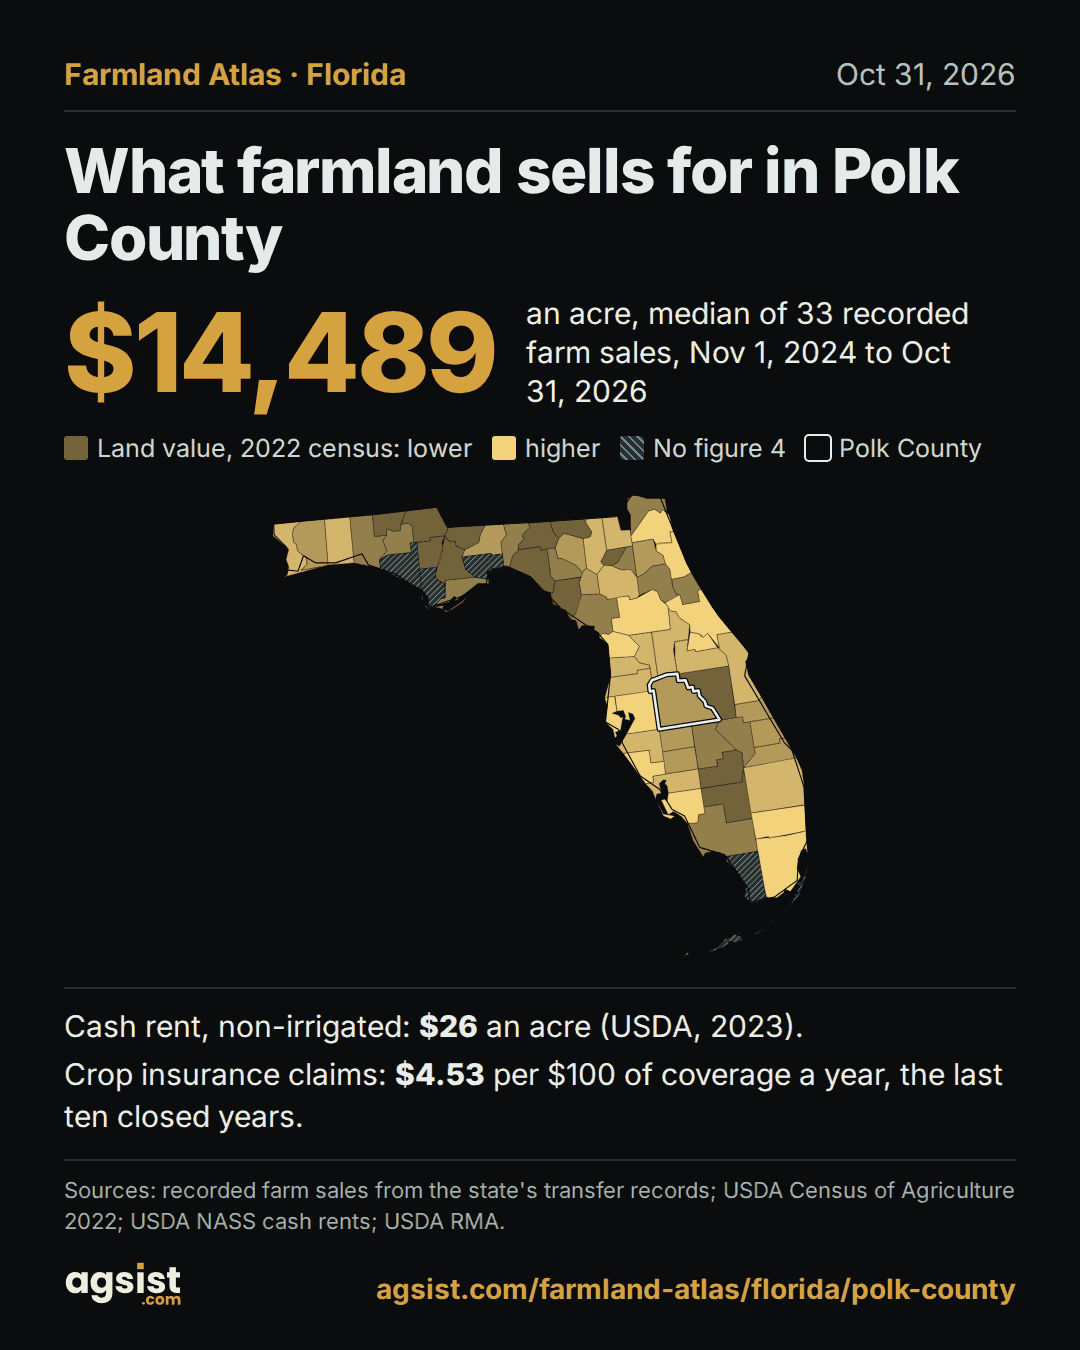 Farmland Atlas · Florida
Oct 31, 2026
What farmland sells for in Polk
County
$14,489
an acre, median of 33 recorded
farm sales, Nov 1, 2024 to Oct
31, 2026
Land value, 2022 census: lower
higher
No figure 4
Polk County
Cash rent, non-irrigated: $26 an acre (USDA, 2023).
Crop insurance claims: $4.53 per $100 of coverage a year, the last
ten closed years.
Sources: recorded farm sales from the state's transfer records; USDA Census of Agriculture
2022; USDA NASS cash rents; USDA RMA.
agsist
.com
agsist.com/farmland-atlas/florida/polk-county